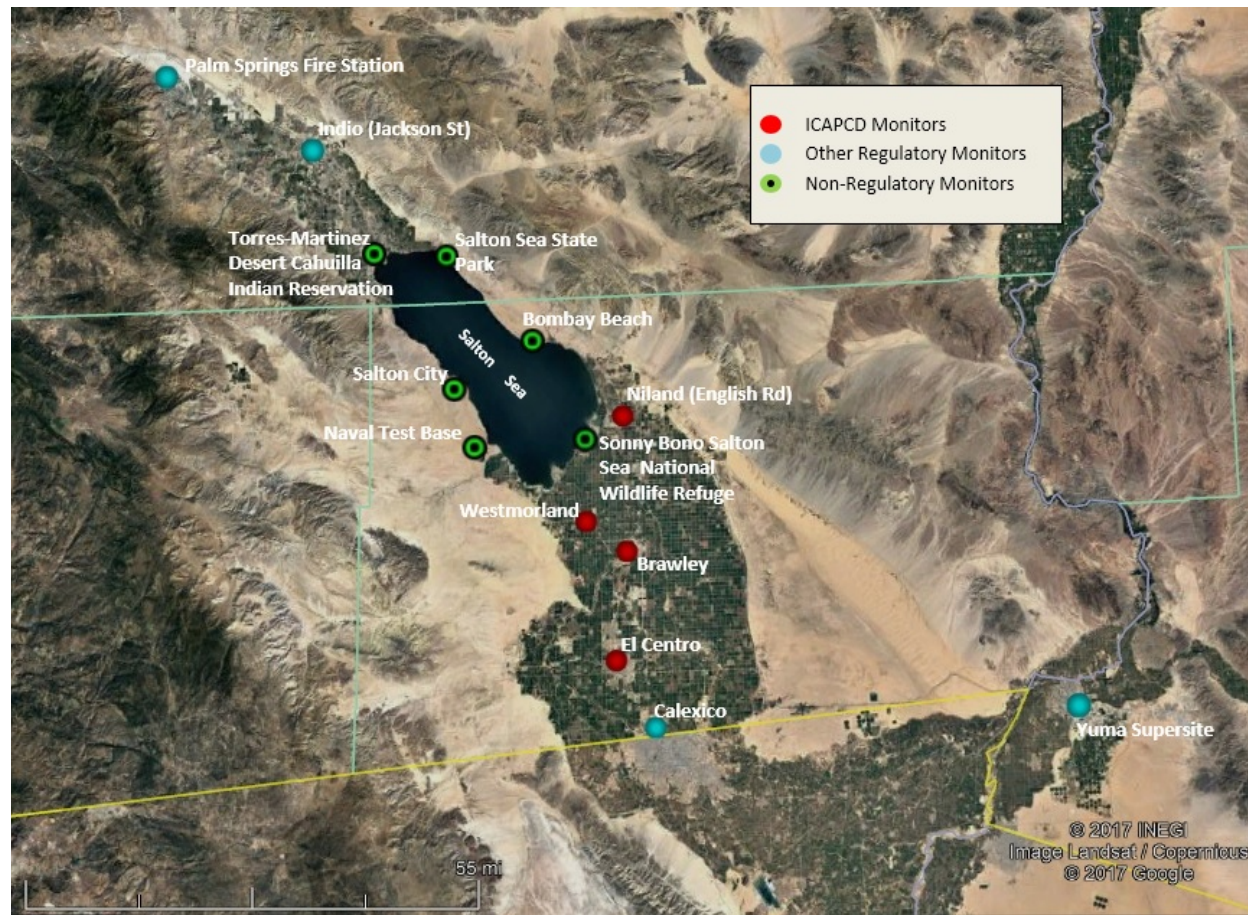 Palm Springs Fire Station
Indio (Jackson St)
ICAPCD Monitors
Other Regulatory Monitors
Non-Regulatory Monitors
Torres-Martinez
Desert Cahuilla
Indian Reservation
Salton Sea State
Park
Bombay Beach
Salton Sea
Salton City
Niland (English Rd)
Naval Test Base
Sonny Bono Salton
Sea National
Wildlife Refuge
Westmorland
Brawley
El Centro
Calexico
Yuma Supersite
© 2017 INEGI
Image Landsat / Copernicus
© 2017 Google
55 mi